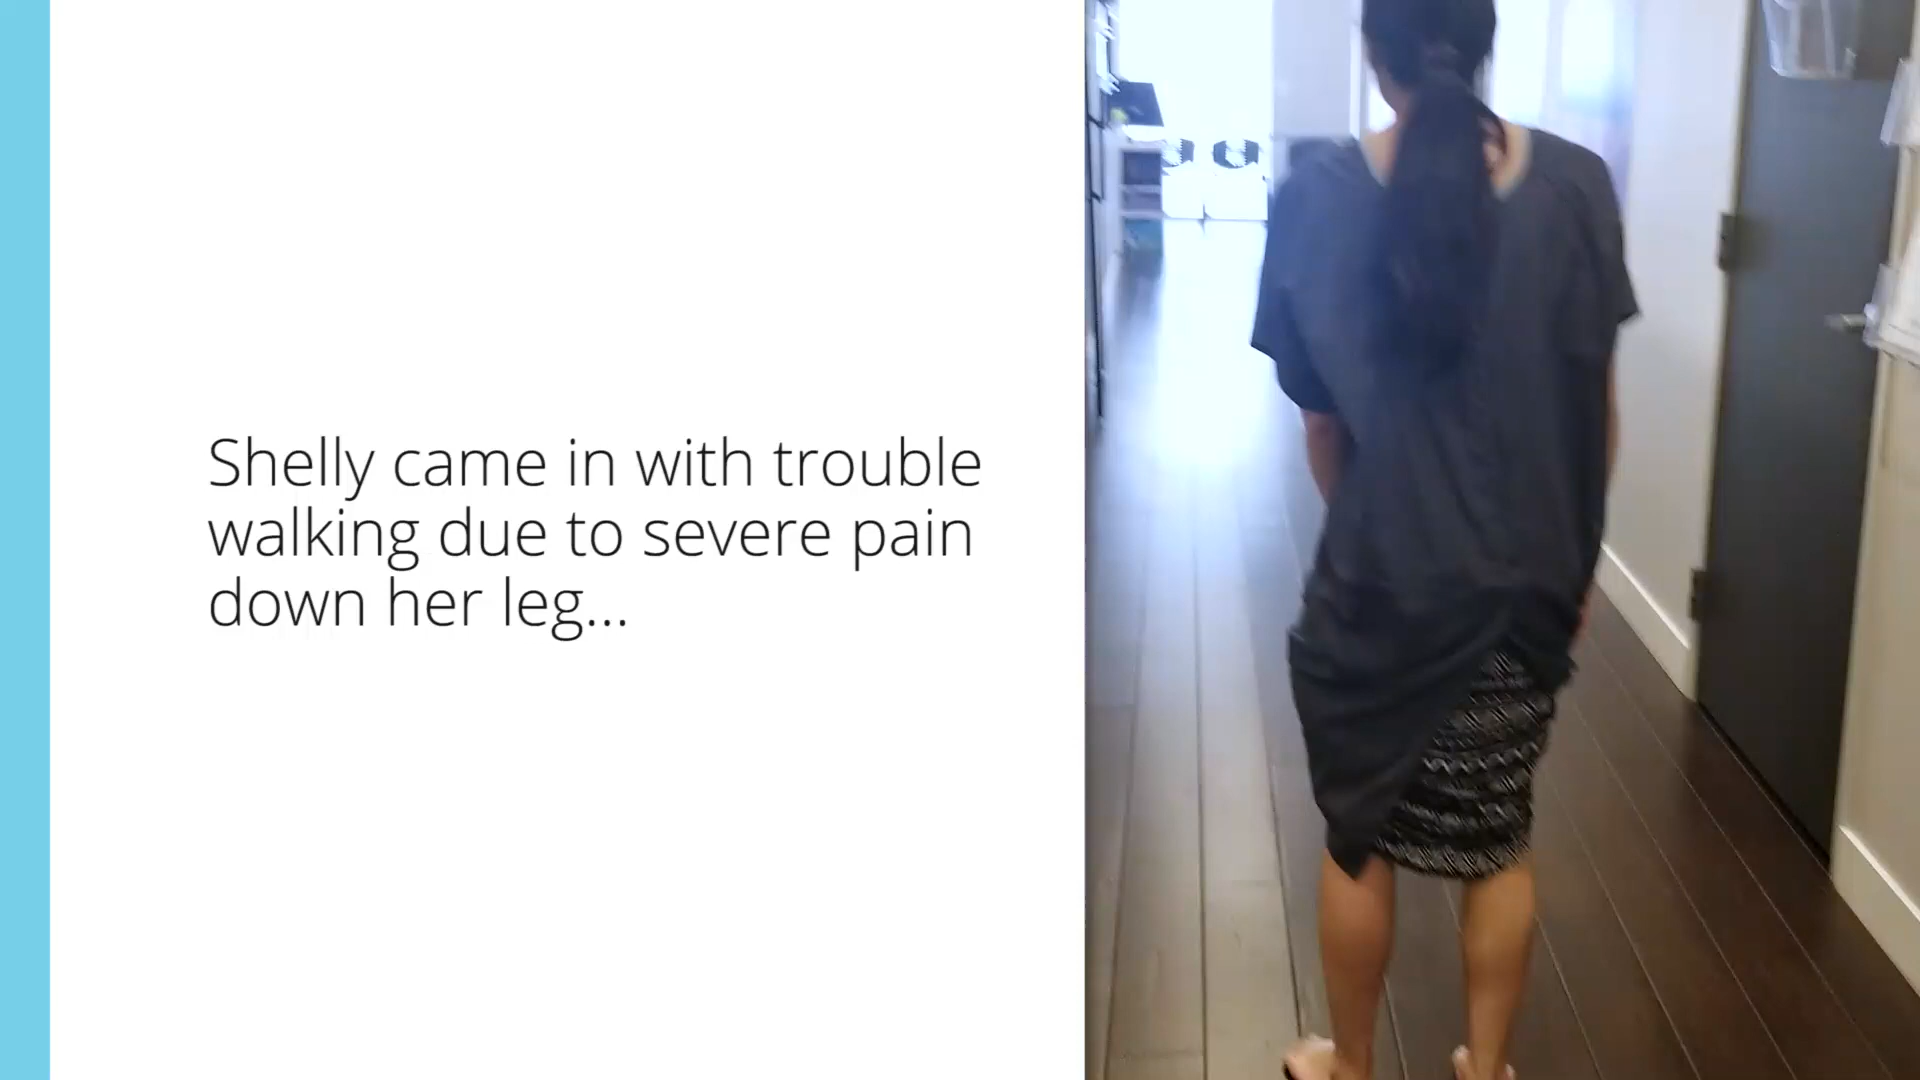 Shelly came in with trouble
walking due to severe pain
down her leg...